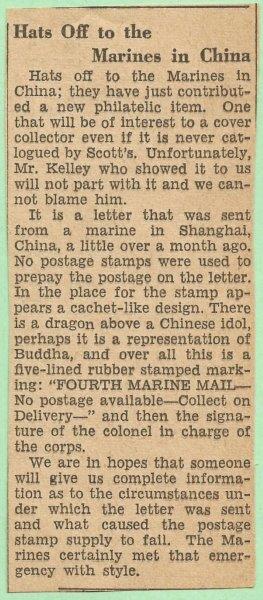 Hats Off to the
Marines in China
Hats off to the Marines in
China; they have just contribut-
ed a new philatelic item. One
that will be of interest to a cover
collector even if it is never cat-
logued by Scott's. Unfortunately,
Mr. Kelley who showed it to us
will not part with it and we can-
not blame him.
It is a letter that was sent
from a marine in Shanghai,
China, a little over a month ago.
No postage stamps were used to
prepay the postage on the letter.
In the place for the stamp ap-
pears a cachet-like design. There
is a dragon above a Chinese idol,
perhaps it is a representation of
Buddha, and over all this is a
five-lined rubber stamped mark-
ing: "FOURTH MARINE MAIL—
No postage available—Collect on
Delivery—" and then the signa-
ture of the colonel in charge of
the corps.
We are in hopes that someone
will give us complete informa-
tion as to the circumstances un-
der which the letter was sent
and what caused the postage
stamp supply to fail. The Ma-
rines certainly met that emer-
gency with style.